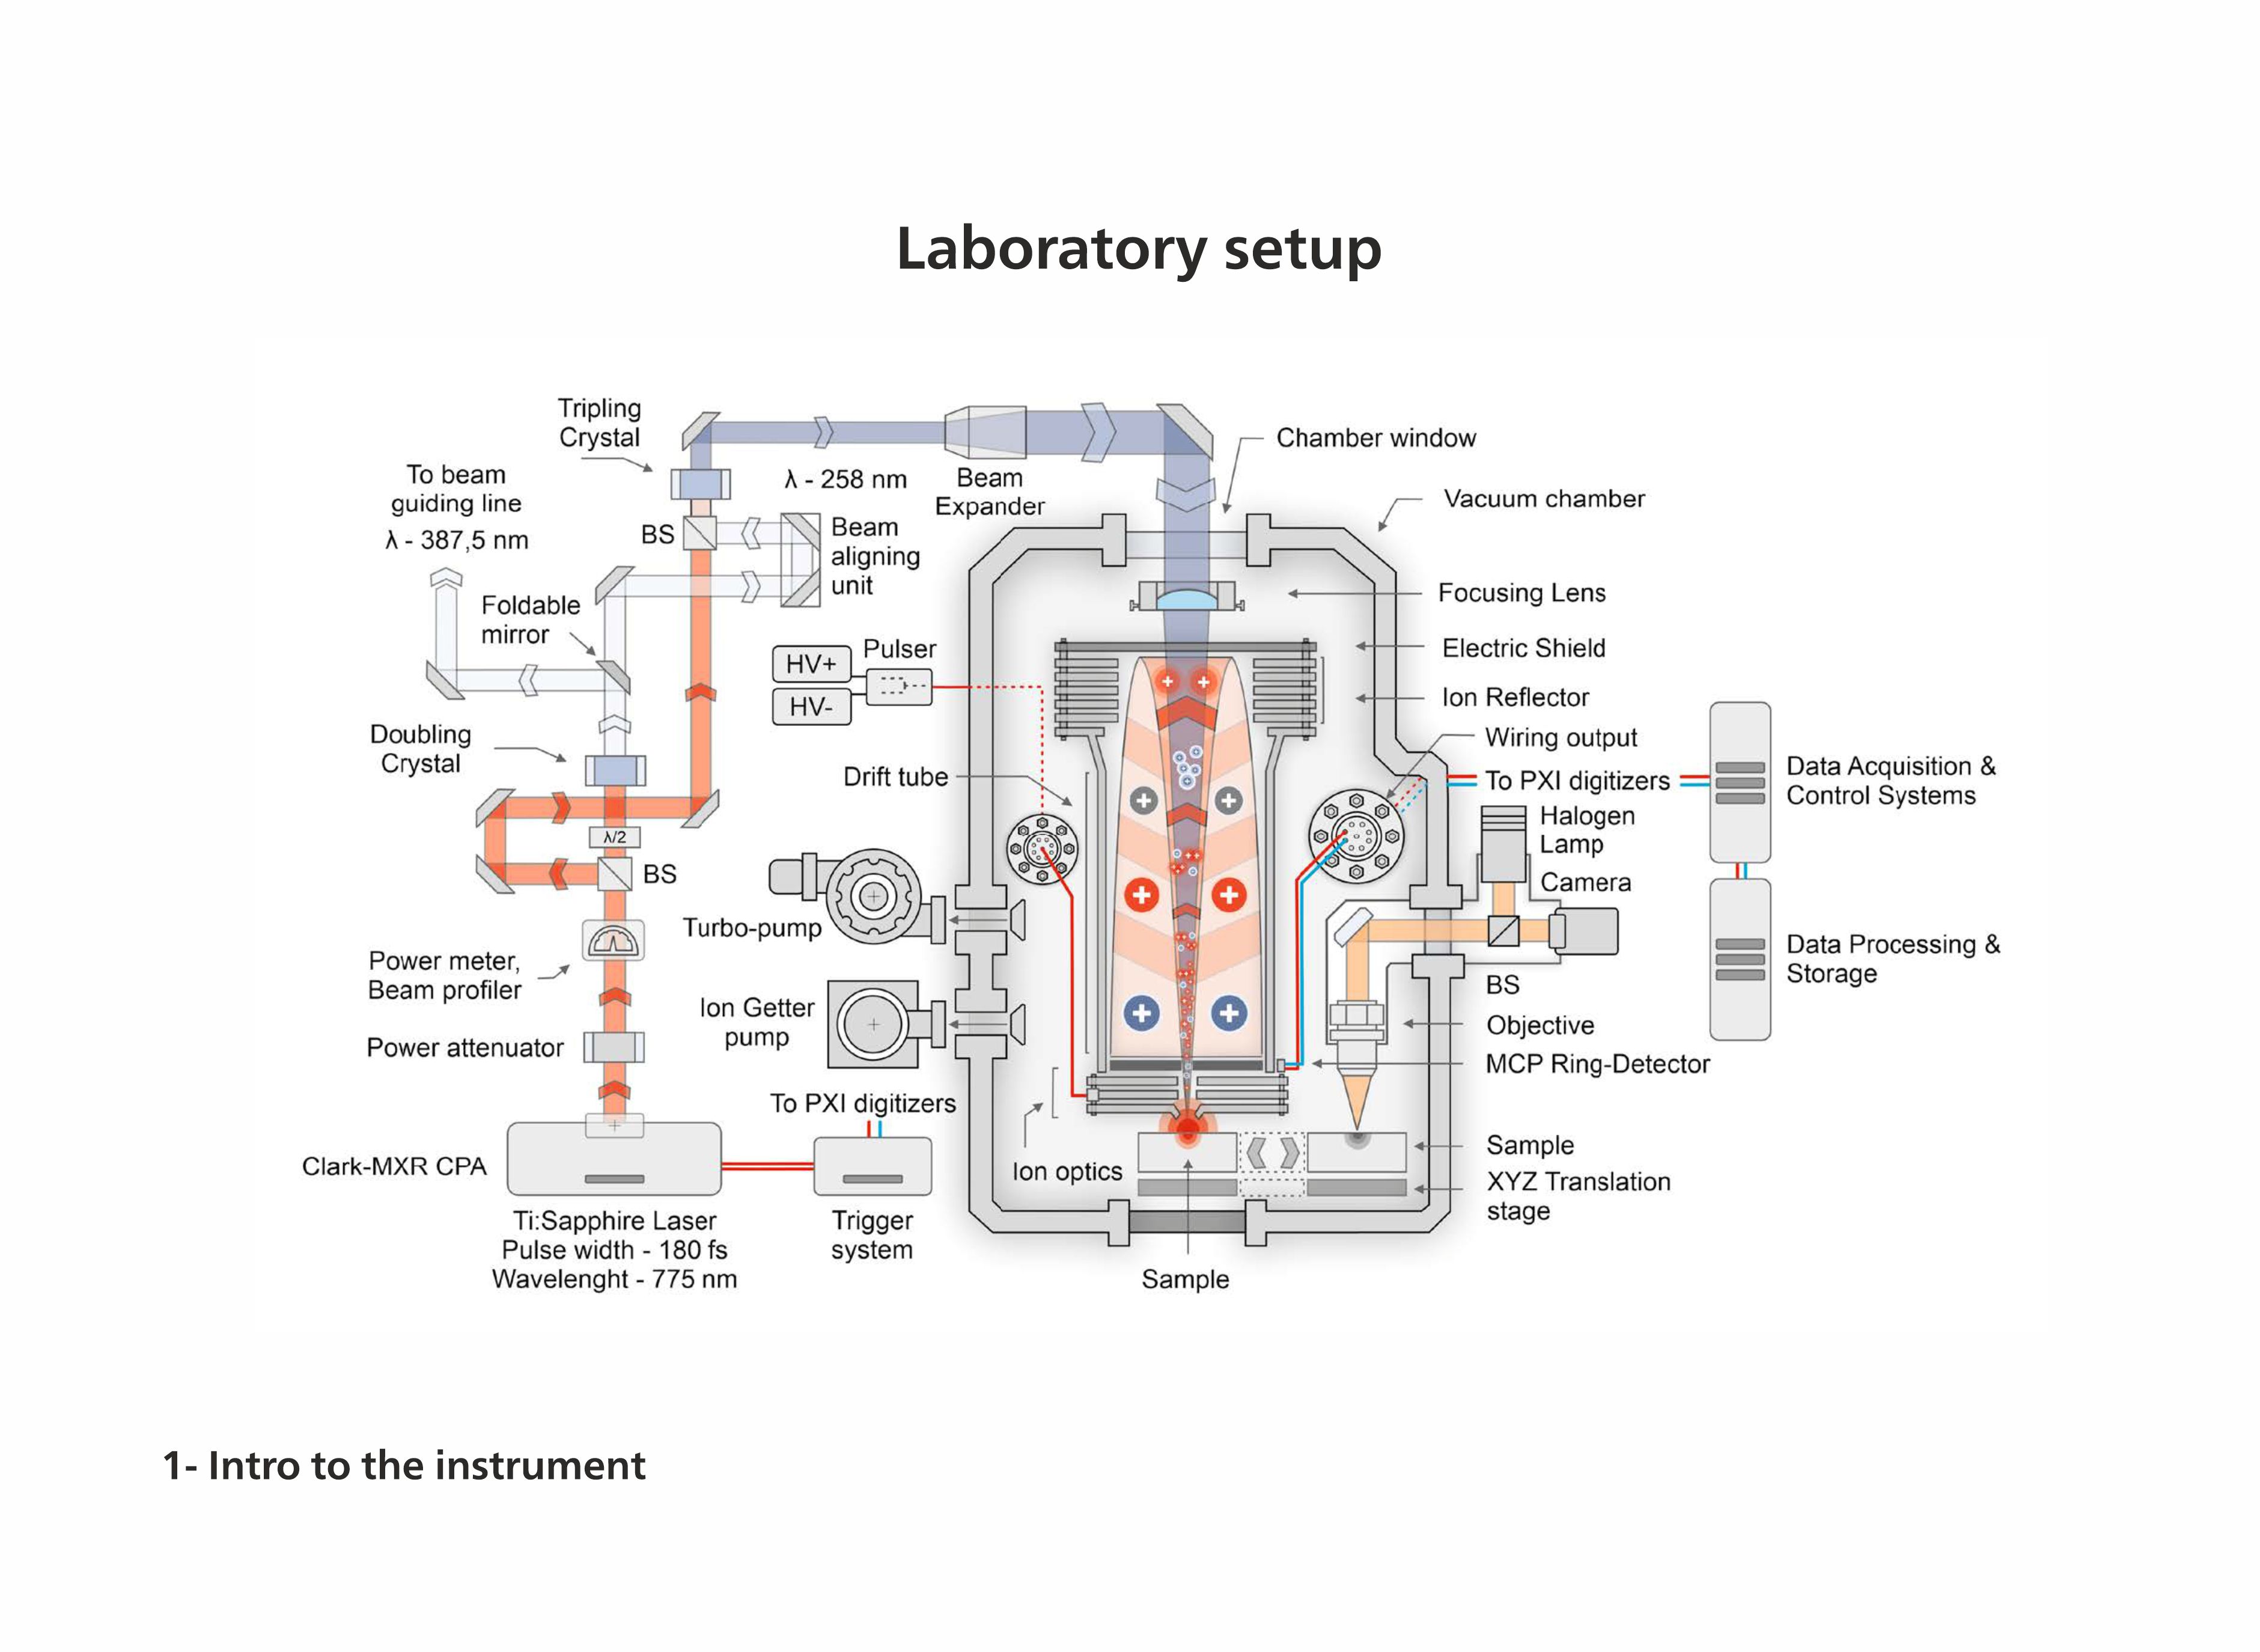 Laboratory setup
Tripling
Crystal
To beam
guiding line
λ - 387,5 nm
BS
λ - 258 nm
Beam
Expander
Beam
aligning
unit
Foldable
mirror
Doubling
Crystal
λ/2
BS
Power meter,
Beam profiler
Power attenuator
Clark-MXR CPA
Ti:Sapphire Laser
Pulse width - 180 fs
Wavelenght - 775 nm
HV+
HV-
Pulser
Drift tube
Turbo-pump
Ion Getter
pump
To PXI digitizers
Trigger
system
Ion optics
Sample
Chamber window
Vacuum chamber
Focusing Lens
Electric Shield
Ion Reflector
Wiring output
To PXI digitizers
Halogen
Lamp
Camera
BS
Objective
MCP Ring-Detector
Sample
XYZ Translation
stage
Data Acquisition &
Control Systems
Data Processing &
Storage
1- Intro to the instrument